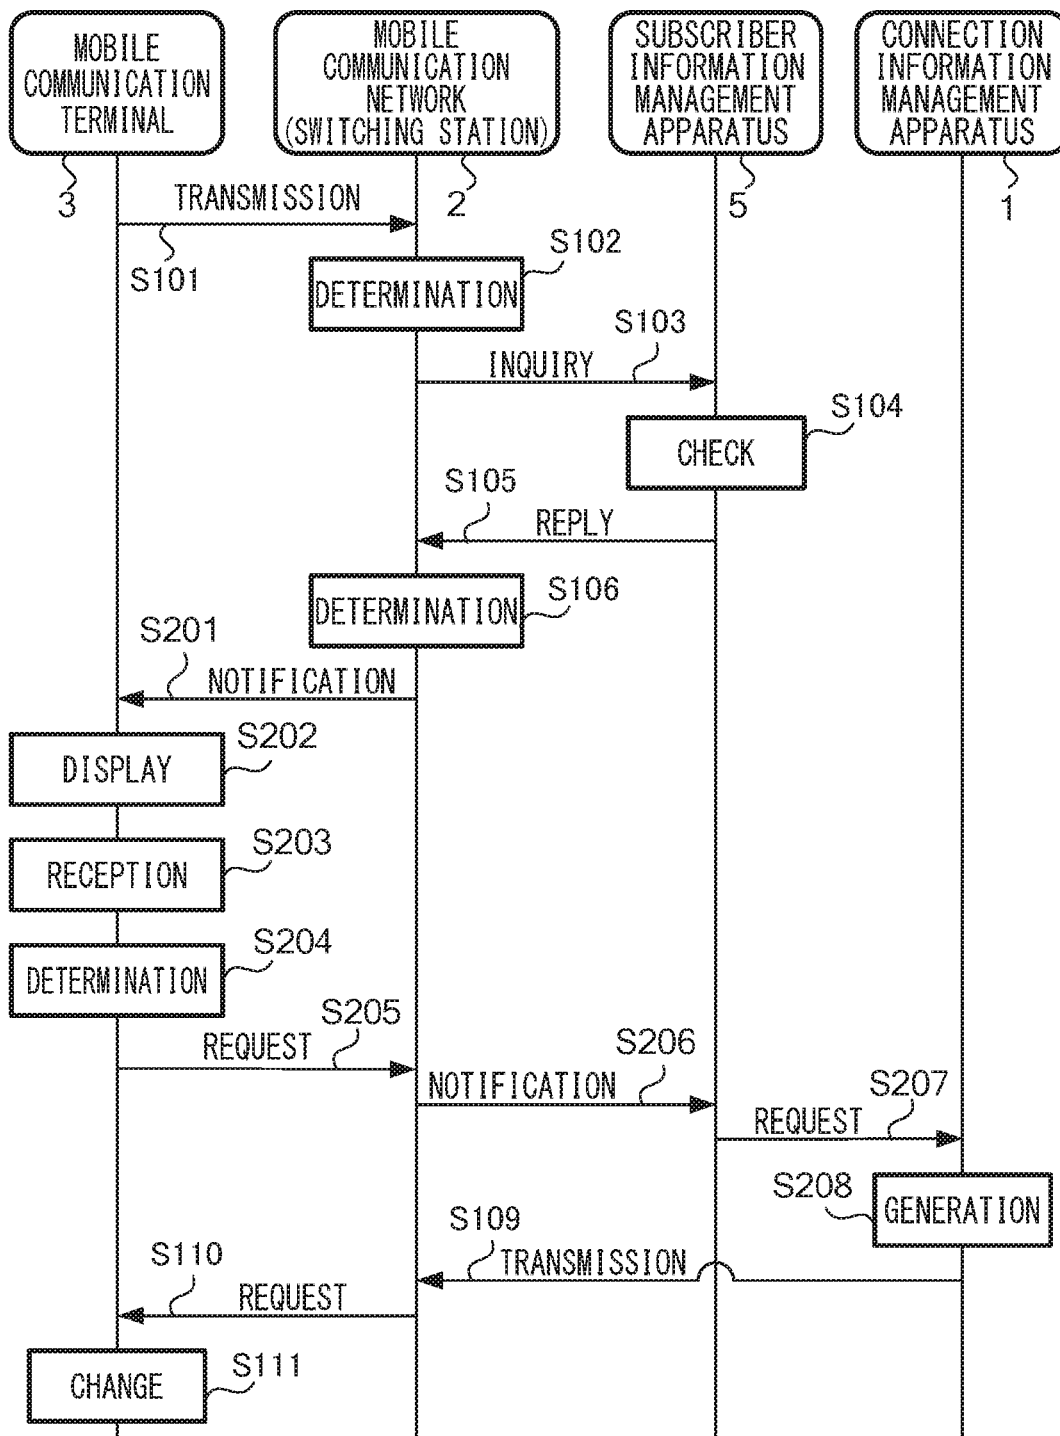 MOBILE
COMMUNICATION
TERMINAL
MOBILE
COMMUNICATION
NETWORK
(SWITCHING STATION)
SUBSCRIBER
INFORMATION
MANAGEMENT
APPARATUS
CONNECTION
INFORMATION
MANAGEMENT
APPARATUS
3
2
5
1
TRANSMISSION
S101
S102
DETERMINATION
S103
INQUIRY
S104
CHECK
S105
REPLY
S106
DETERMINATION
S201
NOTIFICATION
S202
DISPLAY
S203
RECEPTION
S204
DETERMINATION
S205
REQUEST
S206
NOTIFICATION
S207
REQUEST
S208
GENERATION
S109
TRANSMISSION
S110
REQUEST
S111
CHANGE